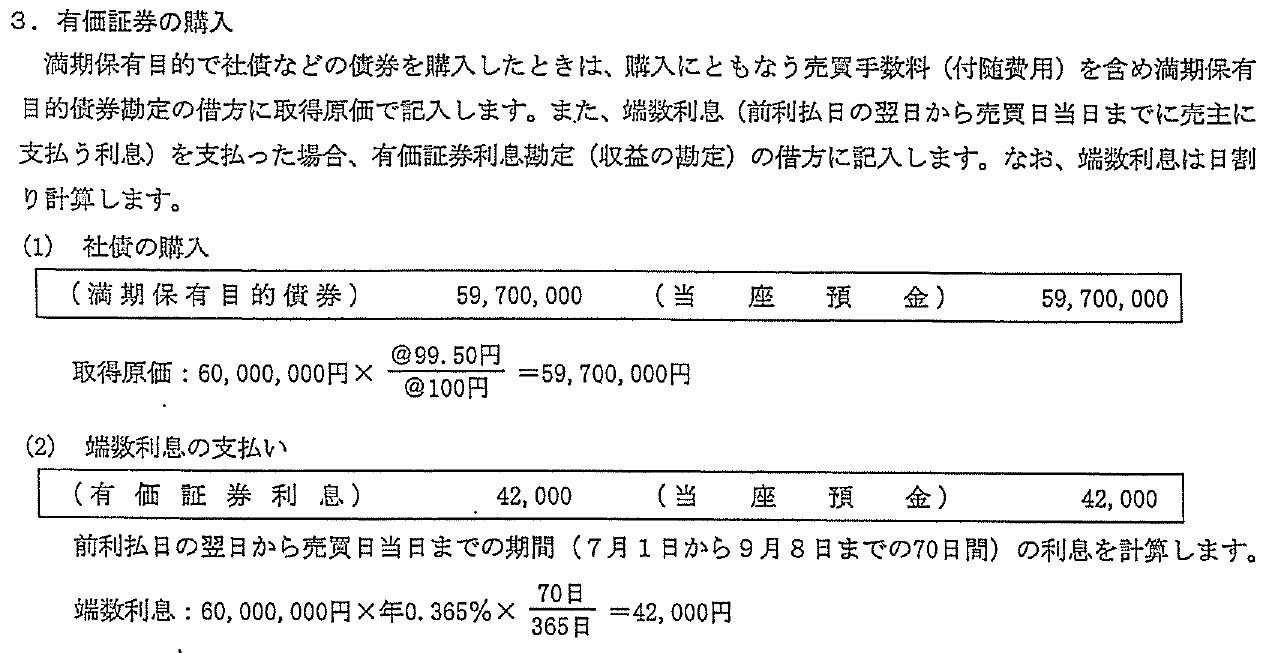 3．有価証券の購入
満期保有目的で社債などの債券を購入したときは、購入にともなう売買手数料（付随費用）を含め満期保有
目的債券勘定の借方に取得原価で記入します。また、端数利息（前利払日の翌日から売買日当日までに売主に
支払う利息）を支払った場合、有価証券利息勘定（収益の勘定）の借方に記入します。なお、端数利息は日割
り計算します。
(1) 社債の購入
（満期保有目的債券） 59,700,000 （当座預金） 59,700,000
取得原価：60,000,000円× @99.50円/@100円 =59,700,000円
(2) 端数利息の支払い
（有価証券利息） 42,000 （当座預金） 42,000
前利払日の翌日から売買日当日までの期間（7月1日から9月8日までの70日間）の利息を計算します。
端数利息：60,000,000円×年0.365%× 70日/365日 =42,000円